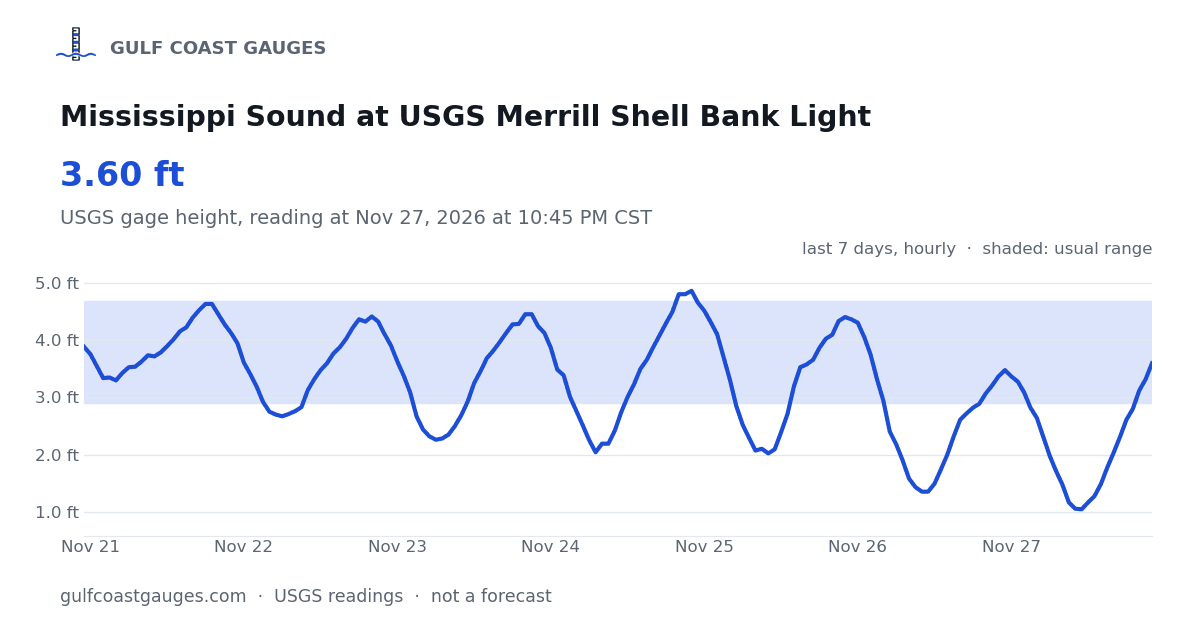 GULF COAST GAUGES
Mississippi Sound at USGS Merrill Shell Bank Light
3.60 ft
USGS gage height, reading at Nov 27, 2026 at 10:45 PM CST
last 7 days, hourly · shaded: usual range
5.0 ft
4.0 ft
3.0 ft
2.0 ft
1.0 ft
Nov 21 Nov 22 Nov 23 Nov 24 Nov 25 Nov 26 Nov 27
gulfcoastgauges.com · USGS readings · not a forecast